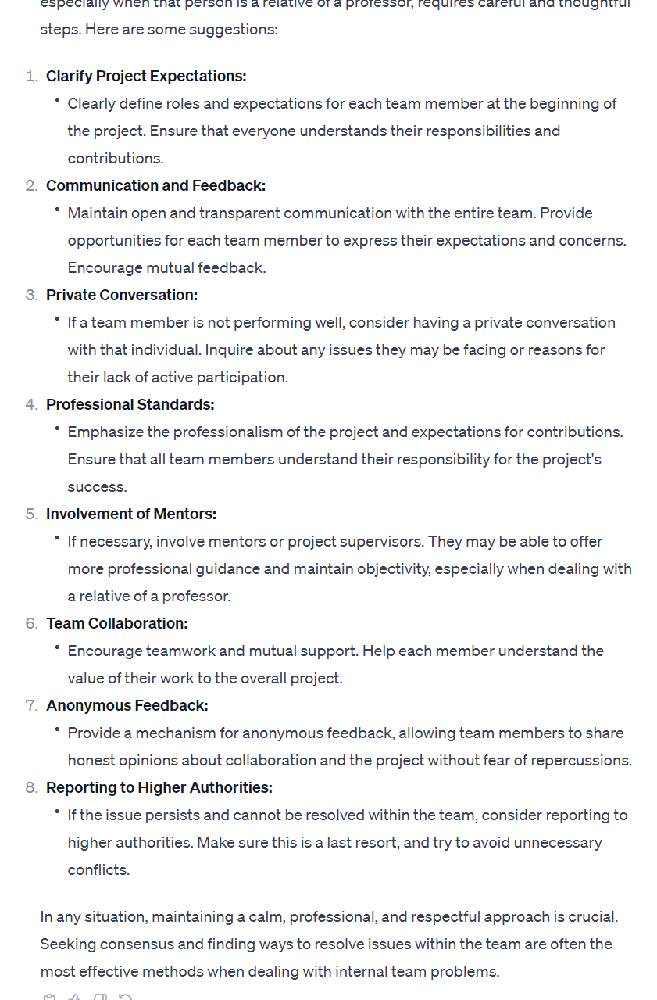 especially when that person is a relative of a professor, requires careful and thoughtful
steps. Here are some suggestions:
1. Clarify Project Expectations:
• Clearly define roles and expectations for each team member at the beginning of
the project. Ensure that everyone understands their responsibilities and
contributions.
2. Communication and Feedback:
• Maintain open and transparent communication with the entire team. Provide
opportunities for each team member to express their expectations and concerns.
Encourage mutual feedback.
3. Private Conversation:
• If a team member is not performing well, consider having a private conversation
with that individual. Inquire about any issues they may be facing or reasons for
their lack of active participation.
4. Professional Standards:
• Emphasize the professionalism of the project and expectations for contributions.
Ensure that all team members understand their responsibility for the project's
success.
5. Involvement of Mentors:
• If necessary, involve mentors or project supervisors. They may be able to offer
more professional guidance and maintain objectivity, especially when dealing with
a relative of a professor.
6. Team Collaboration:
• Encourage teamwork and mutual support. Help each member understand the
value of their work to the overall project.
7. Anonymous Feedback:
• Provide a mechanism for anonymous feedback, allowing team members to share
honest opinions about collaboration and the project without fear of repercussions.
8. Reporting to Higher Authorities:
• If the issue persists and cannot be resolved within the team, consider reporting to
higher authorities. Make sure this is a last resort, and try to avoid unnecessary
conflicts.
In any situation, maintaining a calm, professional, and respectful approach is crucial.
Seeking consensus and finding ways to resolve issues within the team are often the
most effective methods when dealing with internal team problems.